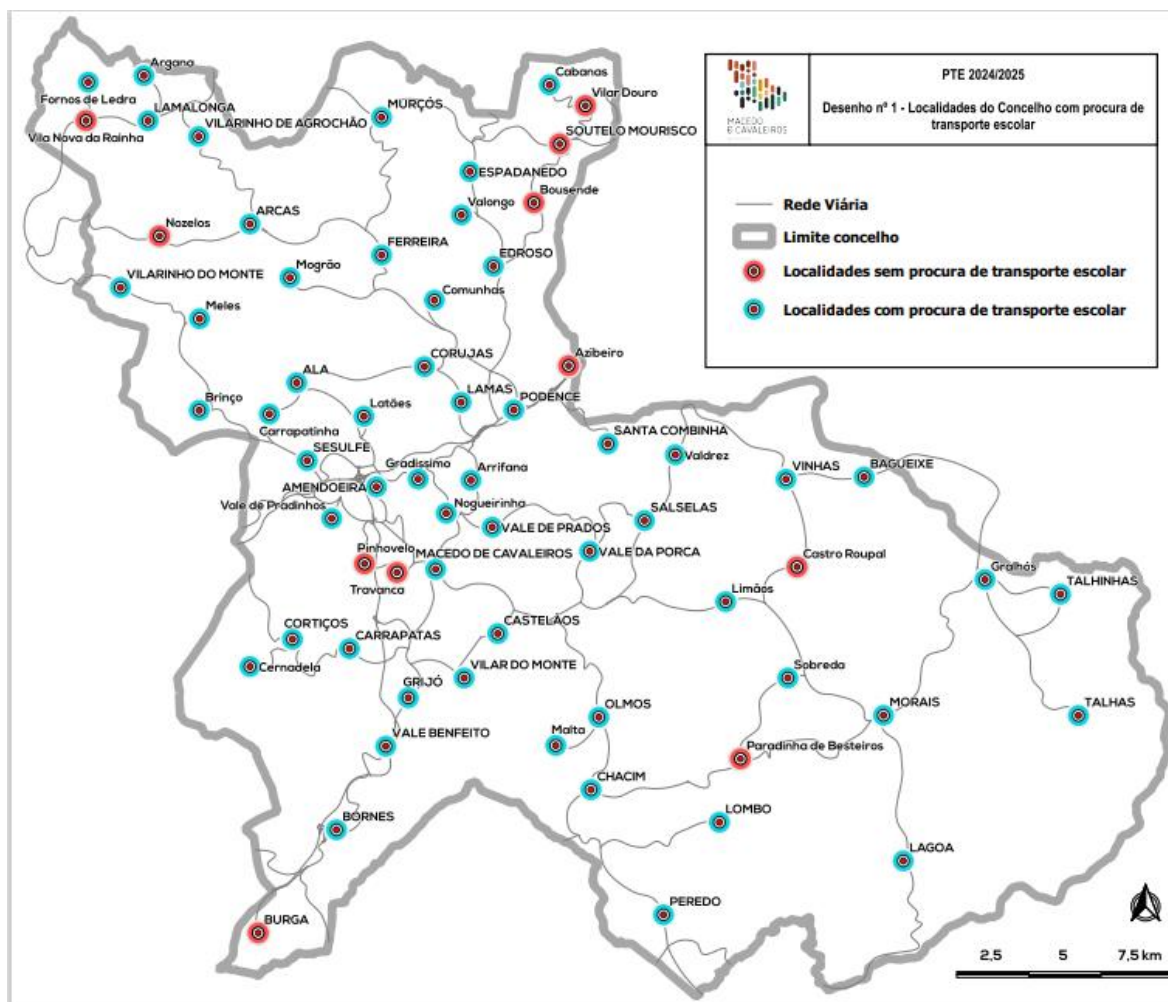 MACEDO
E CAVALEIROS
PTE 2024/2025
Desenho nº 1 - Localidades do Concelho com procura de
transporte escolar
Rede Viária
Limite concelho
Localidades sem procura de transporte escolar
Localidades com procura de transporte escolar
Argana
Fornos de Ledra
LAMALONGA
Vila Nova da Rainha
VILARINHO DE AGROCHÃO
MURÇÓS
Cabanas
Vilar Douro
SOUTELO MOURISCO
ESPADANEDO
Bousende
Valongo
ARCAS
Nozelos
FERREIRA
EDROSO
Mogrão
VILARINHO DO MONTE
Comunhas
Meles
Azibeiro
CORUJAS
ALA
LAMAS
PODENCE
Brinço
Latães
Carrapatinha
SANTA COMBINHA
SESULFE
Valdrez
Gradissimo
Arrifana
VINHAS
BAGUEIXE
AMENDOEIRA
Vale de Pradinhos
Nogueirinha
VALE DE PRADOS
SALSELAS
Pinhovelo
MACEDO DE CAVALEIROS
VALE DA PORCA
Castro Roupal
Gralhós
Travanca
TALHINHAS
Limãos
CASTELÃOS
CORTIÇOS
CARRAPATAS
Cernadela
VILAR DO MONTE
Sobreda
GRIJÓ
OLMOS
MORAIS
TALHAS
Malta
VALE BENFEITO
Paradinha de Besteiros
CHACIM
LOMBO
BORNES
LAGOA
PEREDO
BURGA
2,5 5 7,5 km